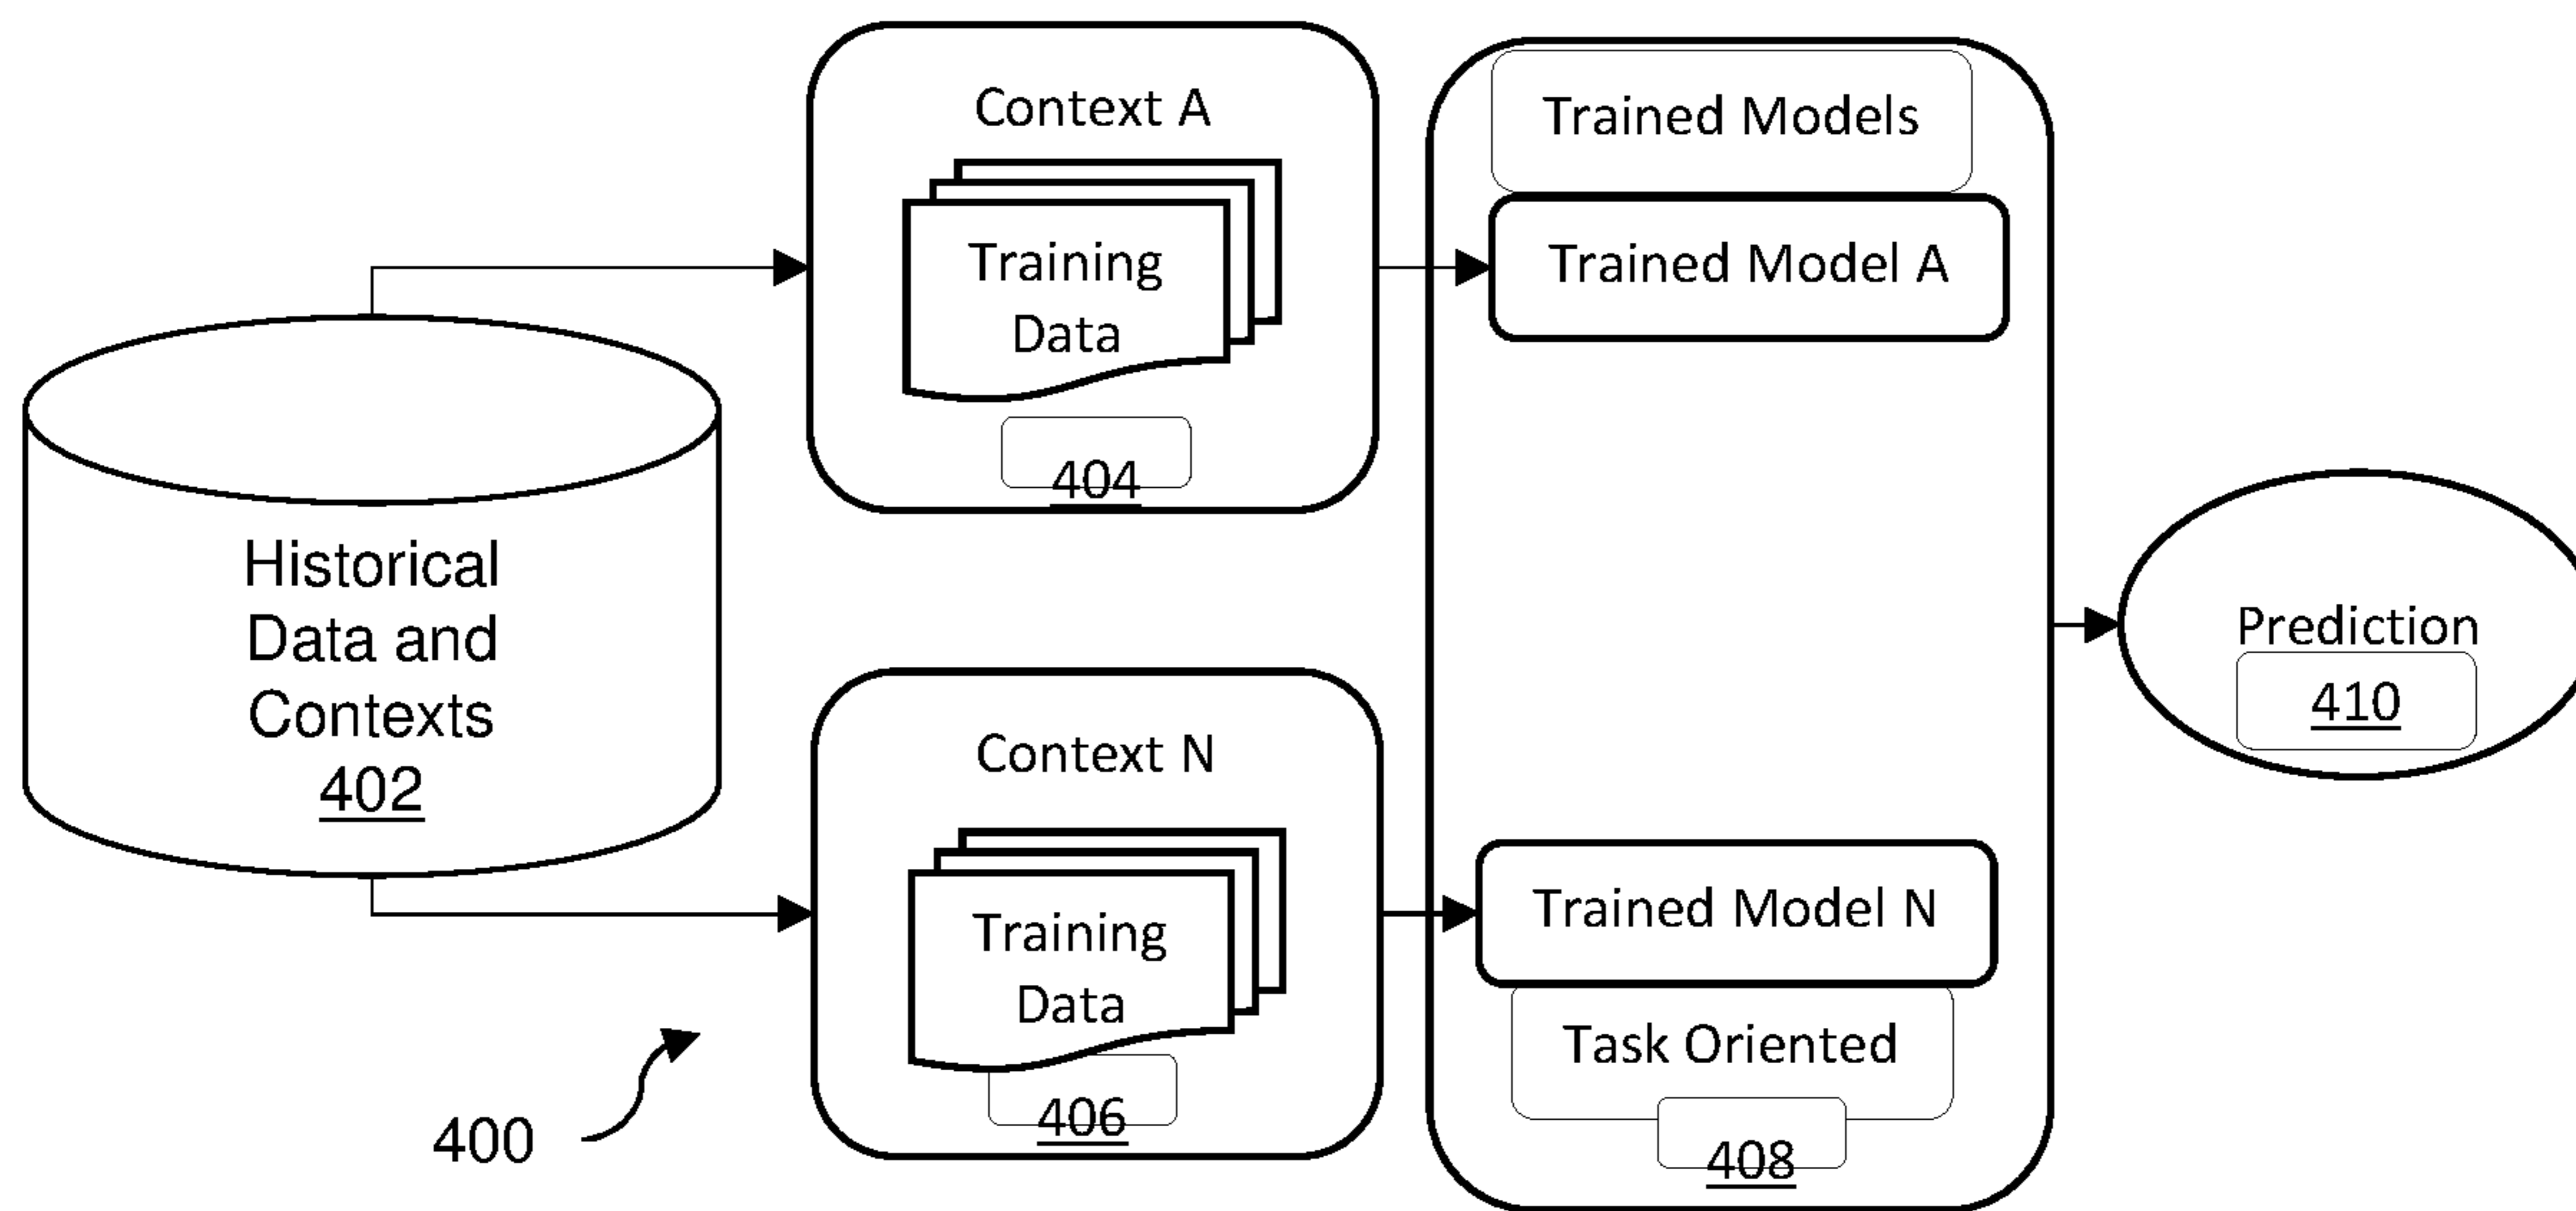 Historical
Data and
Contexts
402
400
Context A
Training
Data
404
Context N
Training
Data
406
Trained Models
Trained Model A
Trained Model N
Task Oriented
408
Prediction
410